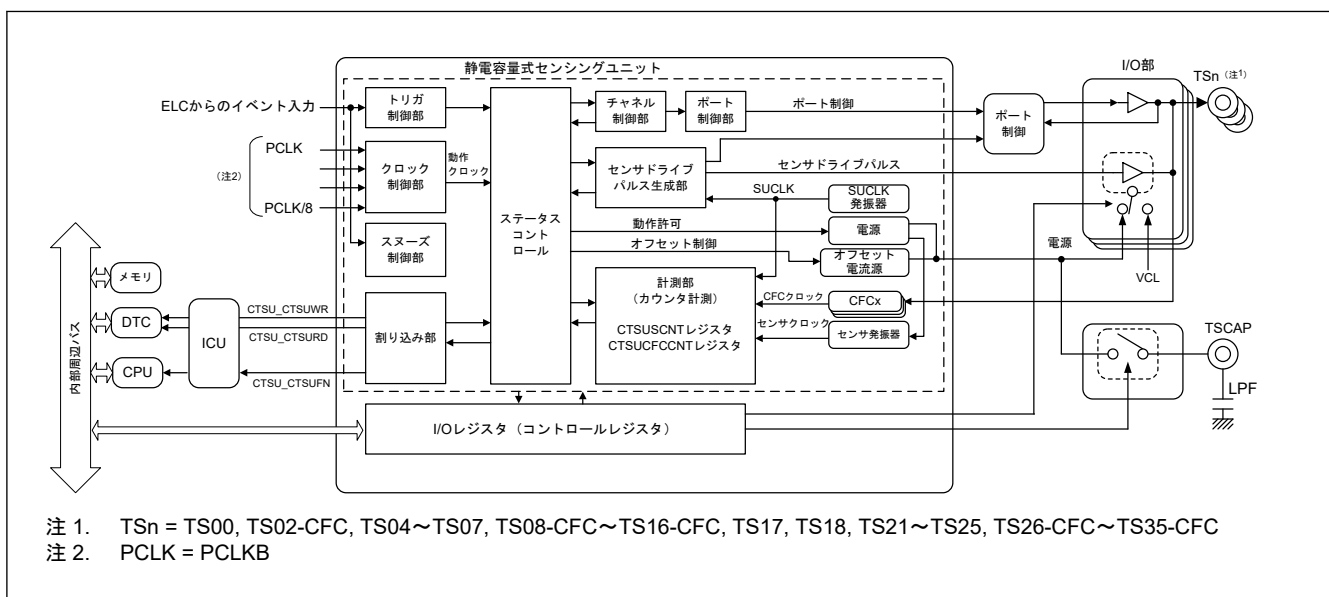 静電容量式センシングユニット
I/O部
TSn（注1）
ELCからのイベント入力
トリガ
制御部
チャネル
制御部
ポート
制御部
ポート制御
ポート
制御
PCLK
（注2）
PCLK/8
クロック
制御部
動作
クロック
センサドライブ
パルス生成部
センサドライブパルス
SUCLK
SUCLK
発振器
ステータス
コント
ロール
動作許可
電源
スヌーズ
制御部
オフセット制御
オフセット
電流源
電源
VCL
計測部
（カウンタ計測）
CTSUSCNTレジスタ
CTSUCFCCNTレジスタ
CFCクロック
CFCx
センサクロック
センサ発振器
内部周辺バス
メモリ
DTC
CPU
ICU
CTSU_CTSUWR
CTSU_CTSURD
CTSU_CTSUFN
割り込み部
TSCAP
LPF
I/Oレジスタ（コントロールレジスタ）
注 1. TSn = TS00, TS02-CFC, TS04～TS07, TS08-CFC～TS16-CFC, TS17, TS18, TS21～TS25, TS26-CFC～TS35-CFC
注 2. PCLK = PCLKB